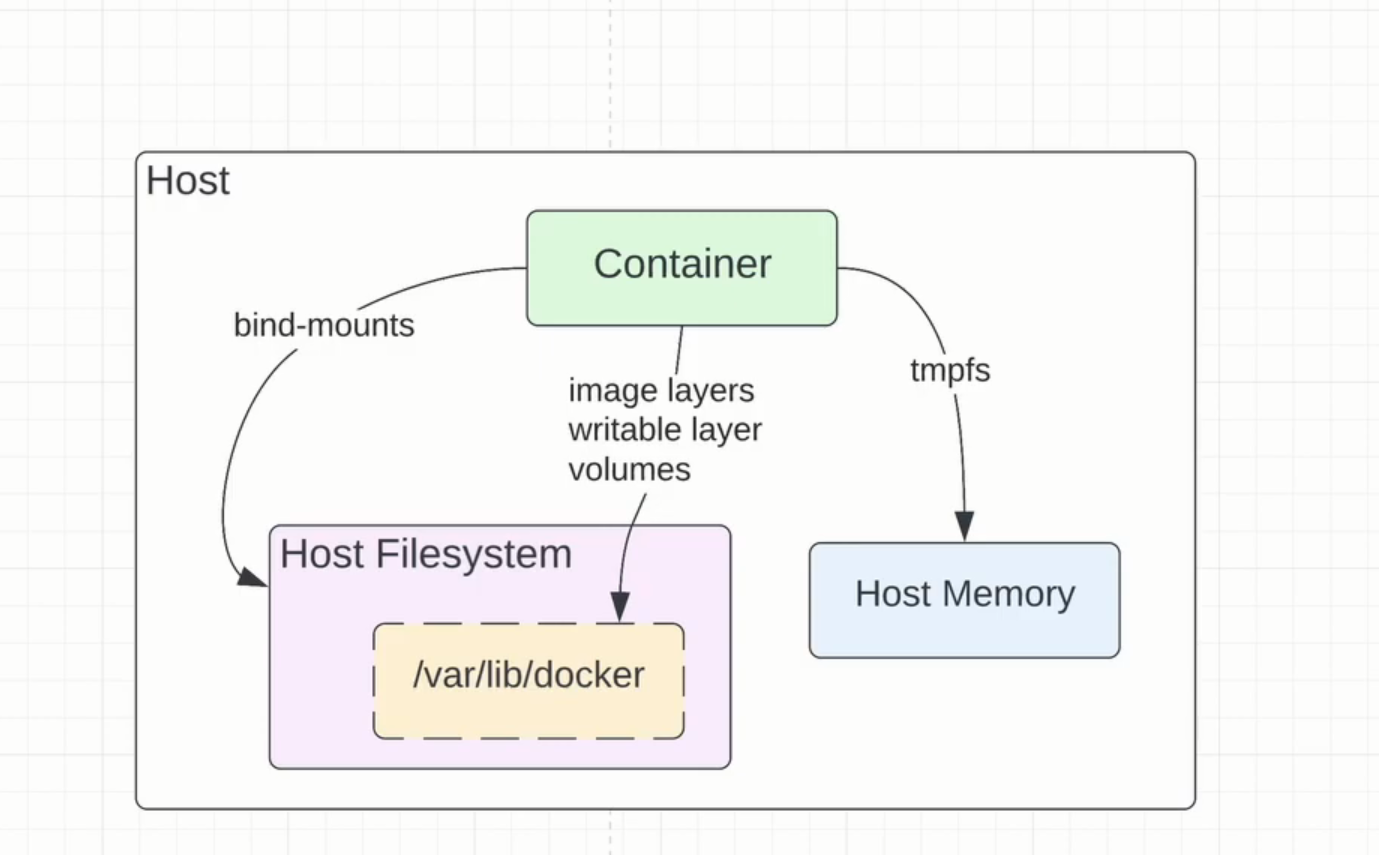 Host
Container
bind-mounts
tmpfs
image layers
writable layer
volumes
Host Filesystem
Host Memory
/var/lib/docker